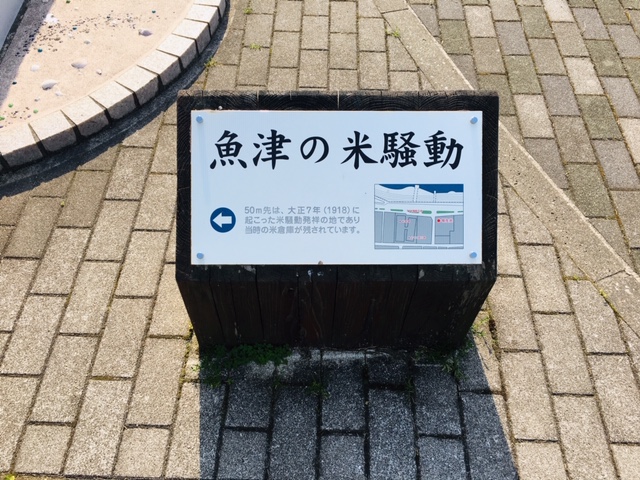 魚津の米騒動
50m先は、大正7年(1918)に
起こった米騒動発祥の地であり
当時の米倉庫が残されています。